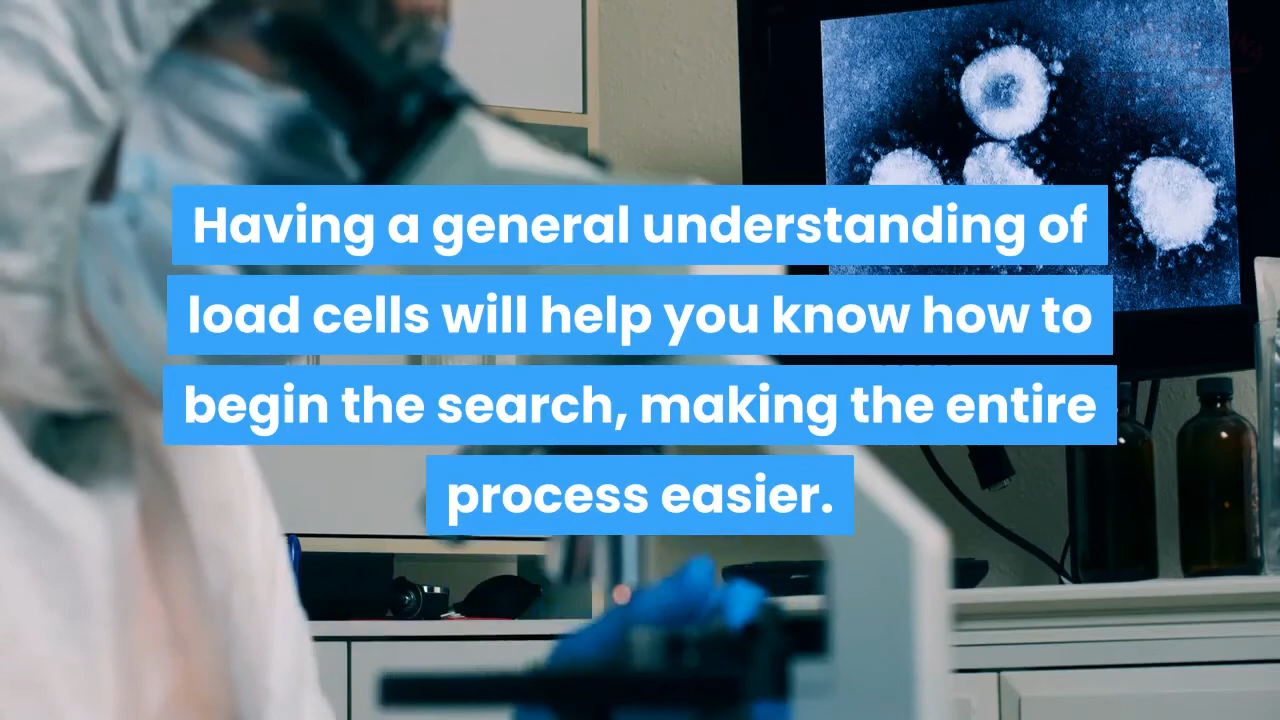 Having a general understanding of
load cells will help you know how to
begin the search, making the entire
process easier.